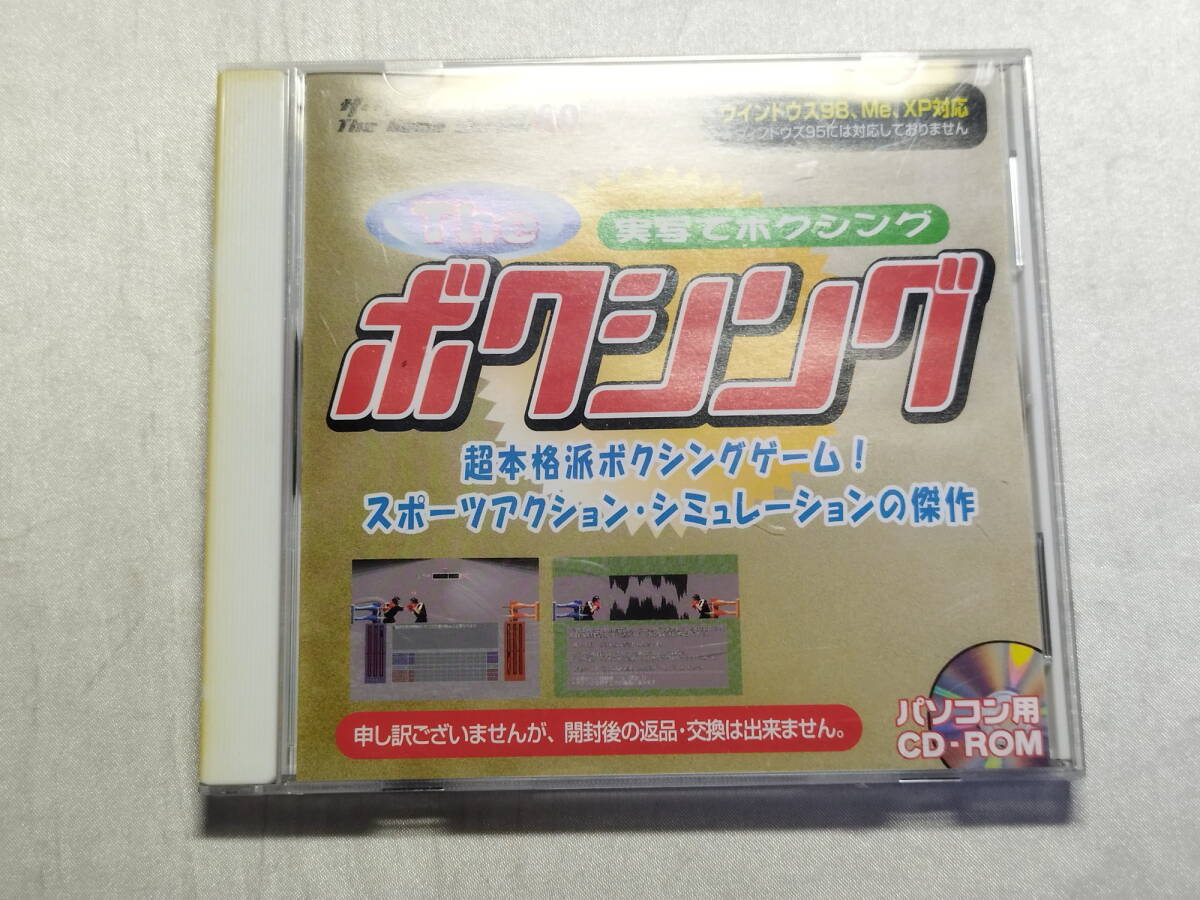 The
ウインドウス98、Me、XP対応
ウィンドウズ95には対応しておりません
The
実写でボクシング
ボクシング
超本格派ボクシングゲーム！
スポーツアクション・シミュレーションの傑作
申し訳ございませんが、開封後の返品・交換は出来ません。
パソコン用
CD-ROM